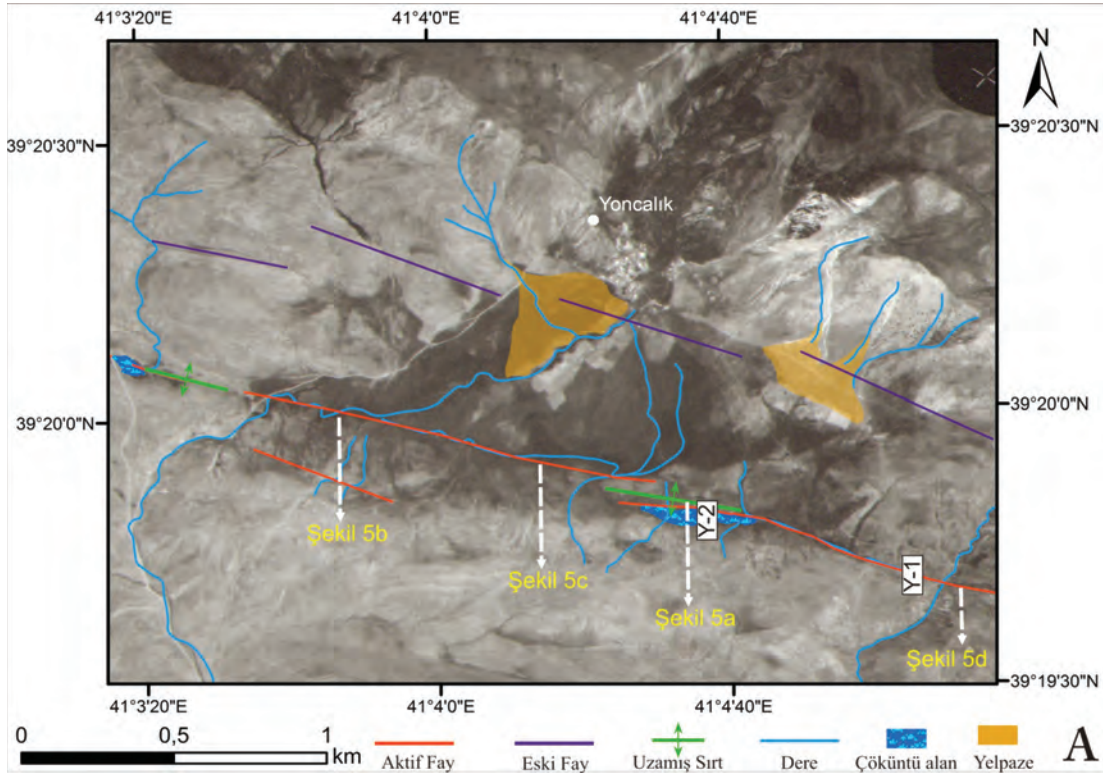 41°3'20"E 41°4'0"E 41°4'40"E
N
39°20'30"N 39°20'30"N
Yoncalık
39°20'0"N 39°20'0"N
Y-2
Şekil 5b
Şekil 5c
Y-1
Şekil 5a
Şekil 5d
39°19'30"N
41°3'20"E 41°4'0"E 41°4'40"E
0 0,5 1
km
Aktif Fay Eski Fay Uzamış Sırt Dere Çöküntü alan Yelpaze
A